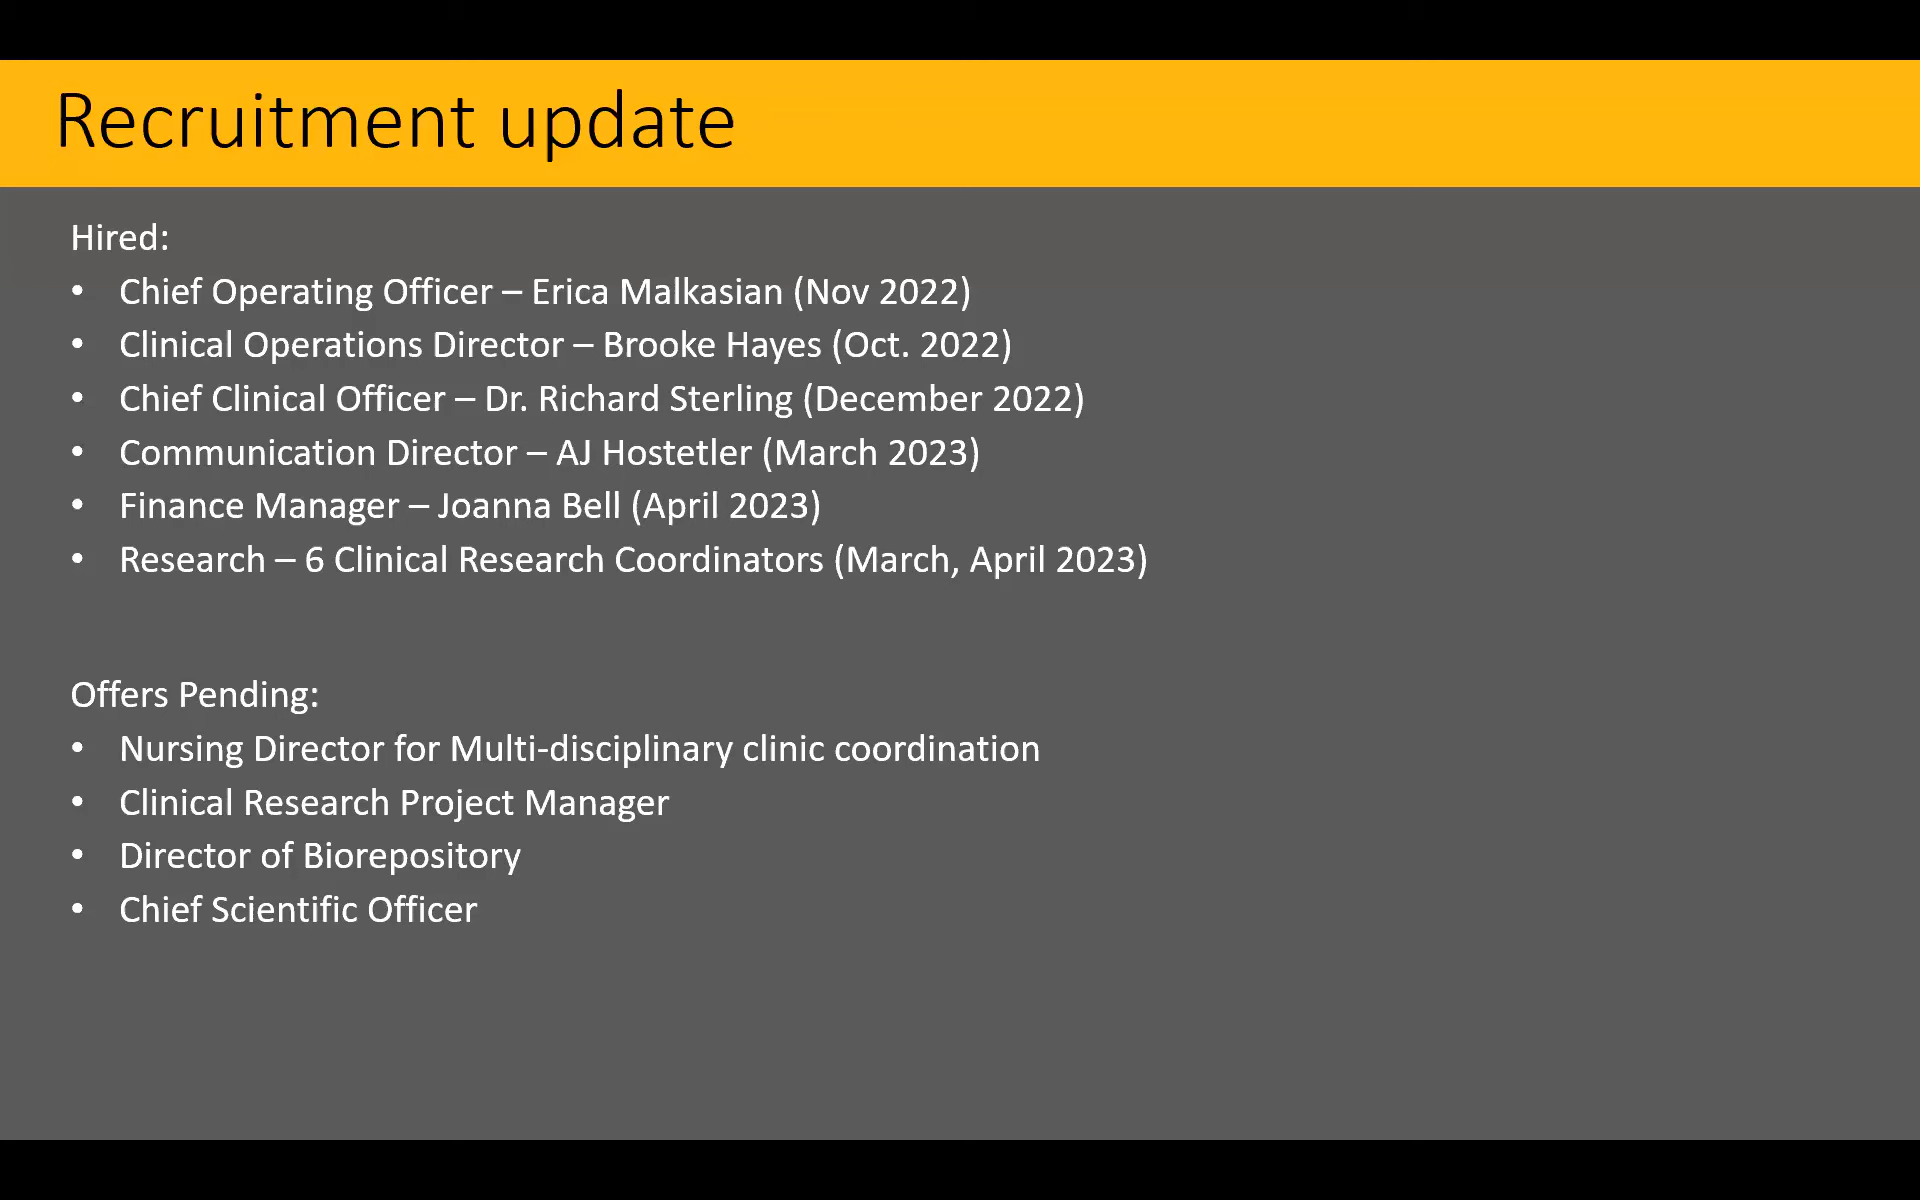 Recruitment update
Hired:
• Chief Operating Officer – Erica Malkasian (Nov 2022)
• Clinical Operations Director – Brooke Hayes (Oct. 2022)
• Chief Clinical Officer – Dr. Richard Sterling (December 2022)
• Communication Director – AJ Hostetler (March 2023)
• Finance Manager – Joanna Bell (April 2023)
• Research – 6 Clinical Research Coordinators (March, April 2023)
Offers Pending:
• Nursing Director for Multi-disciplinary clinic coordination
• Clinical Research Project Manager
• Director of Biorepository
• Chief Scientific Officer